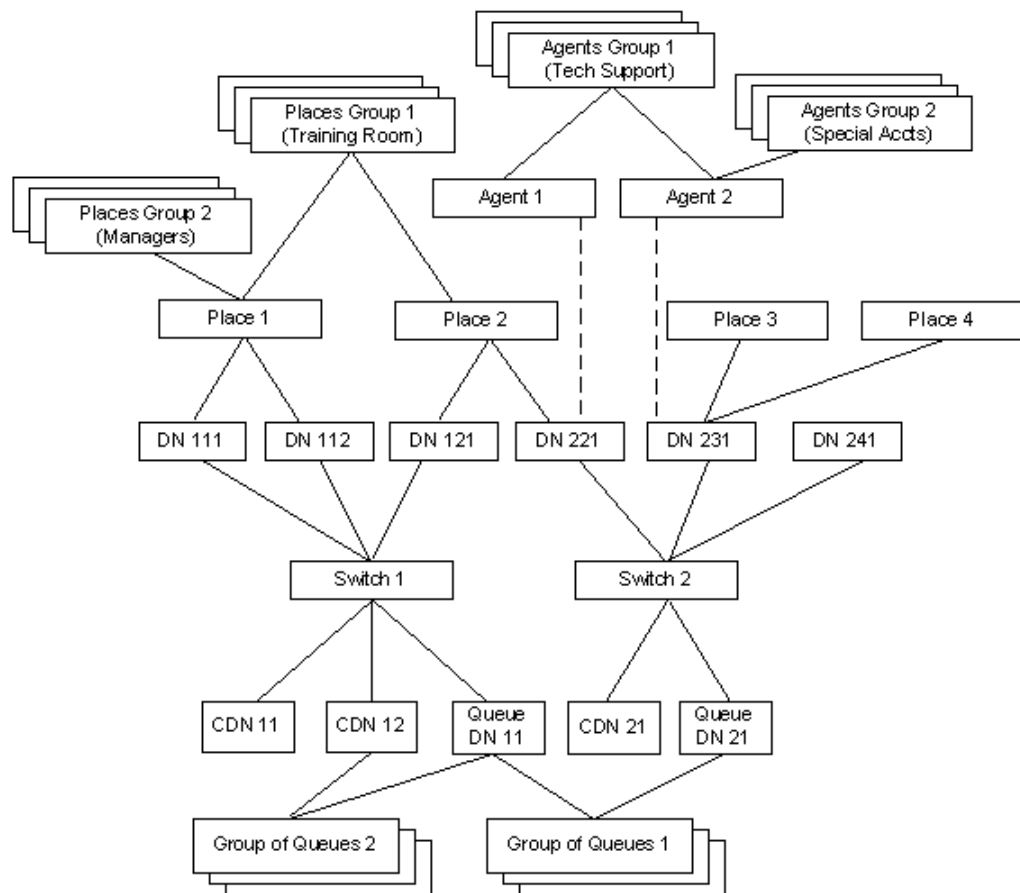 Agents Group 1
(Tech Support)
Places Group 1
(Training Room)
Agents Group 2
(Special Accts)
Agent 1
Agent 2
Places Group 2
(Managers)
Place 1
Place 2
Place 3
Place 4
DN 111
DN 112
DN 121
DN 221
DN 231
DN 241
Switch 1
Switch 2
CDN 11
CDN 12
Queue
DN 11
CDN 21
Queue
DN 21
Group of Queues 2
Group of Queues 1